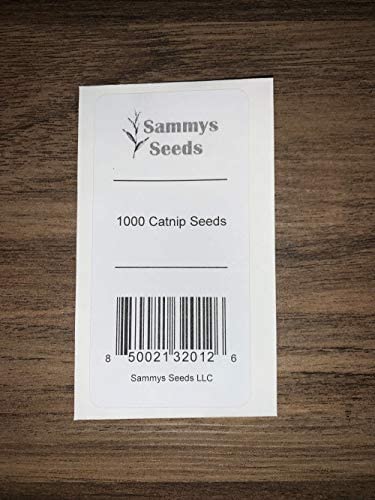 Sammys
Seeds
1000 Catnip Seeds
8 50021 32012 6
Sammys Seeds LLC